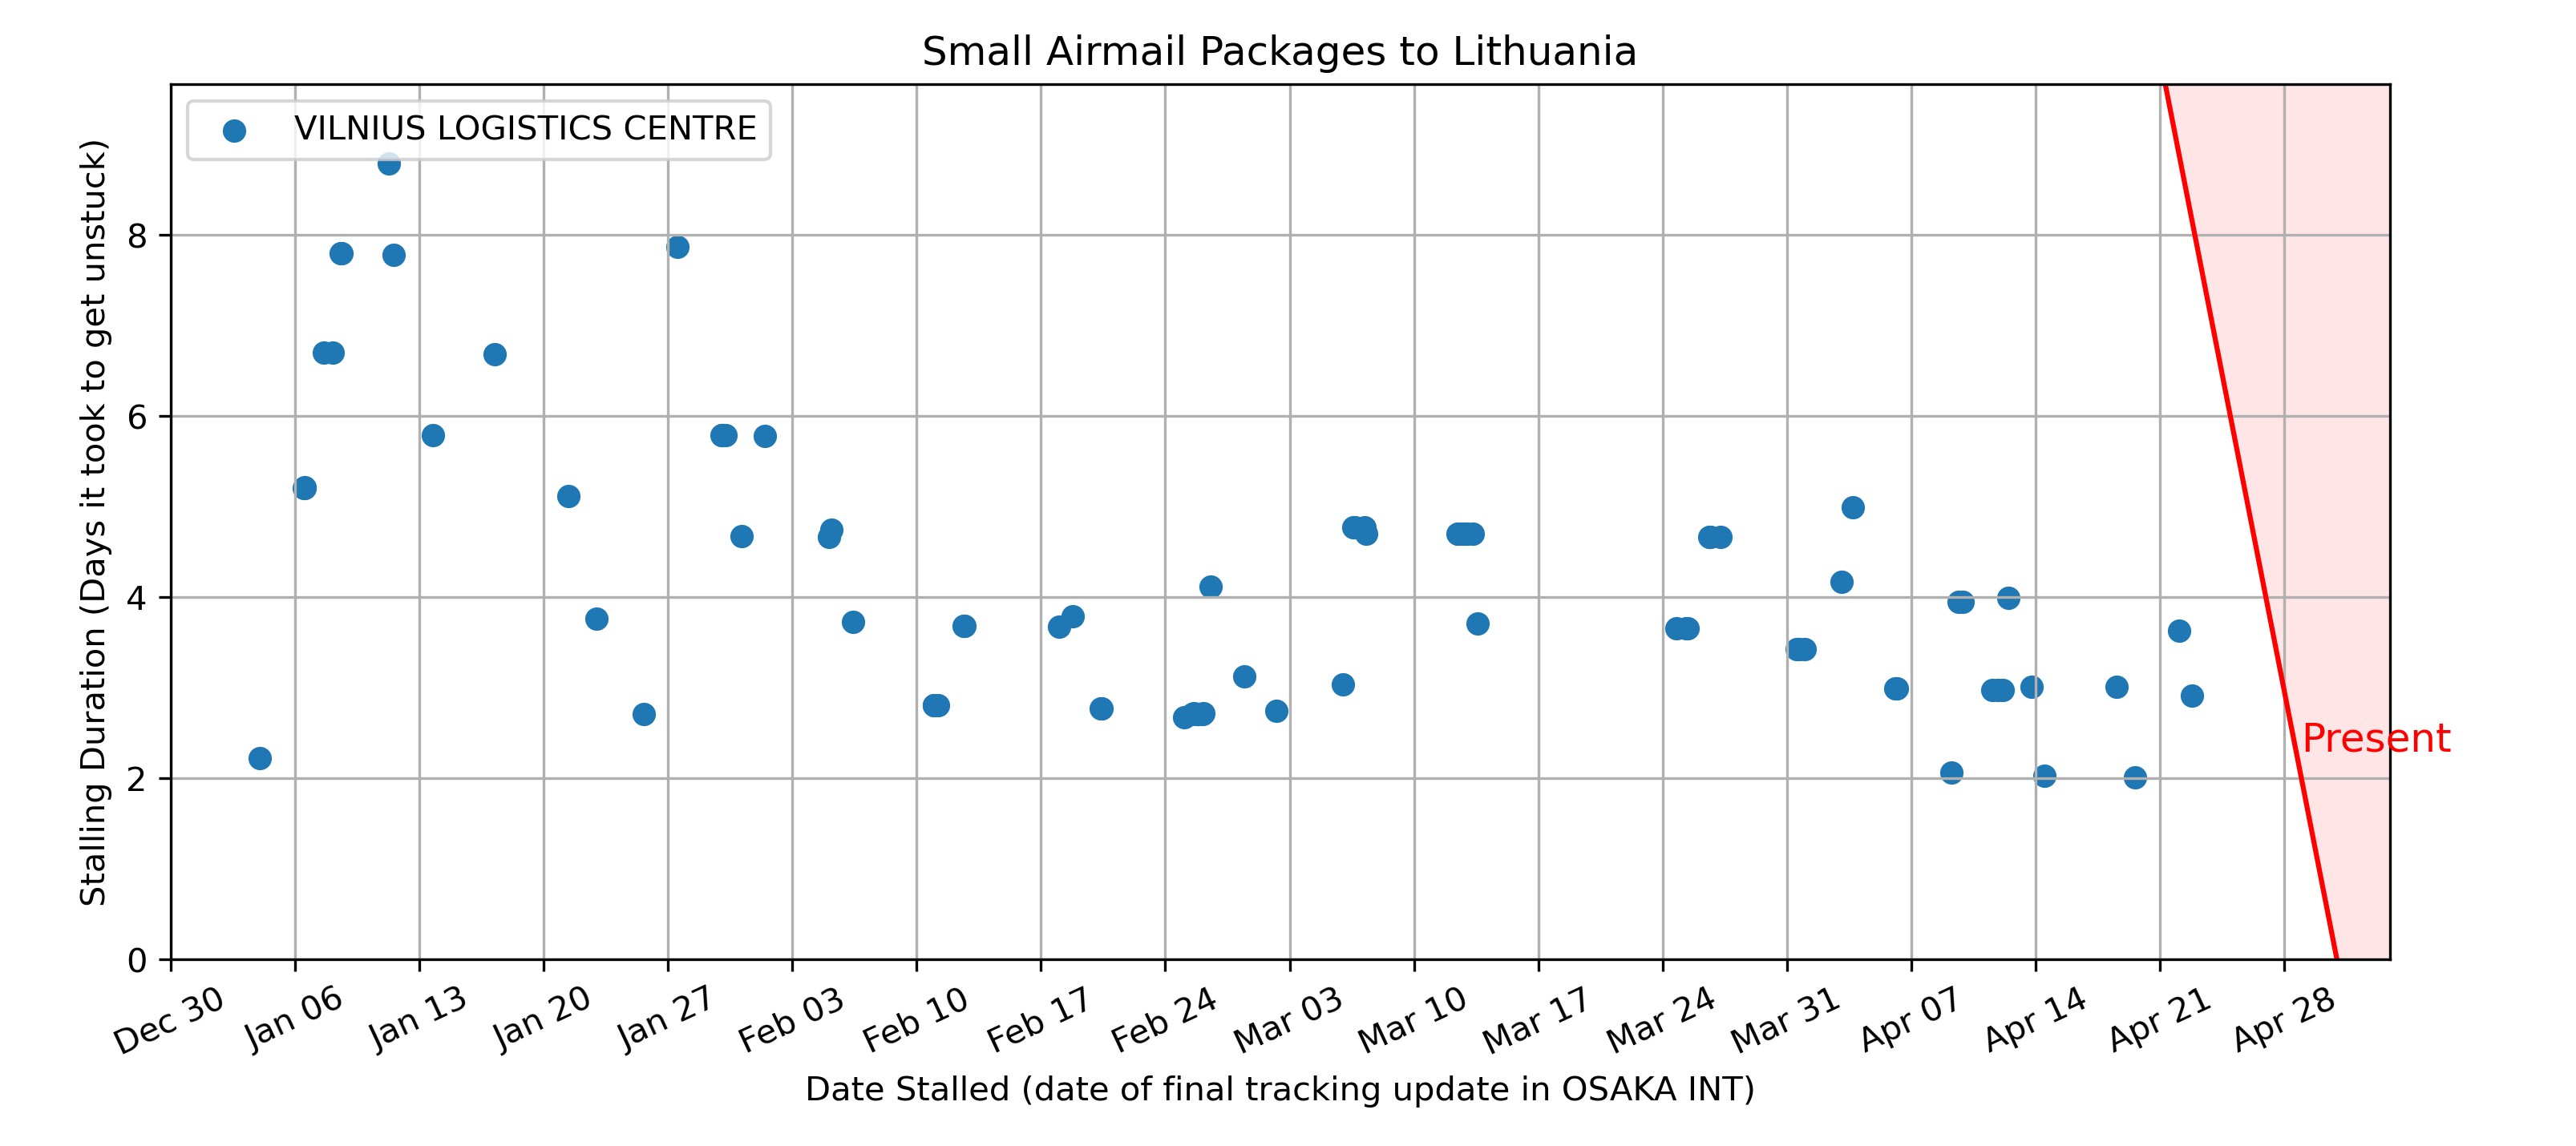 Small Airmail Packages to Lithuania
VILNIUS LOGISTICS CENTRE
Stalling Duration (Days it took to get unstuck)
8
6
4
2
0
Present
Dec 30
Jan 06
Jan 13
Jan 20
Jan 27
Feb 03
Feb 10
Feb 17
Feb 24
Mar 03
Mar 10
Mar 17
Mar 24
Mar 31
Apr 07
Apr 14
Apr 21
Apr 28
Date Stalled (date of final tracking update in OSAKA INT)